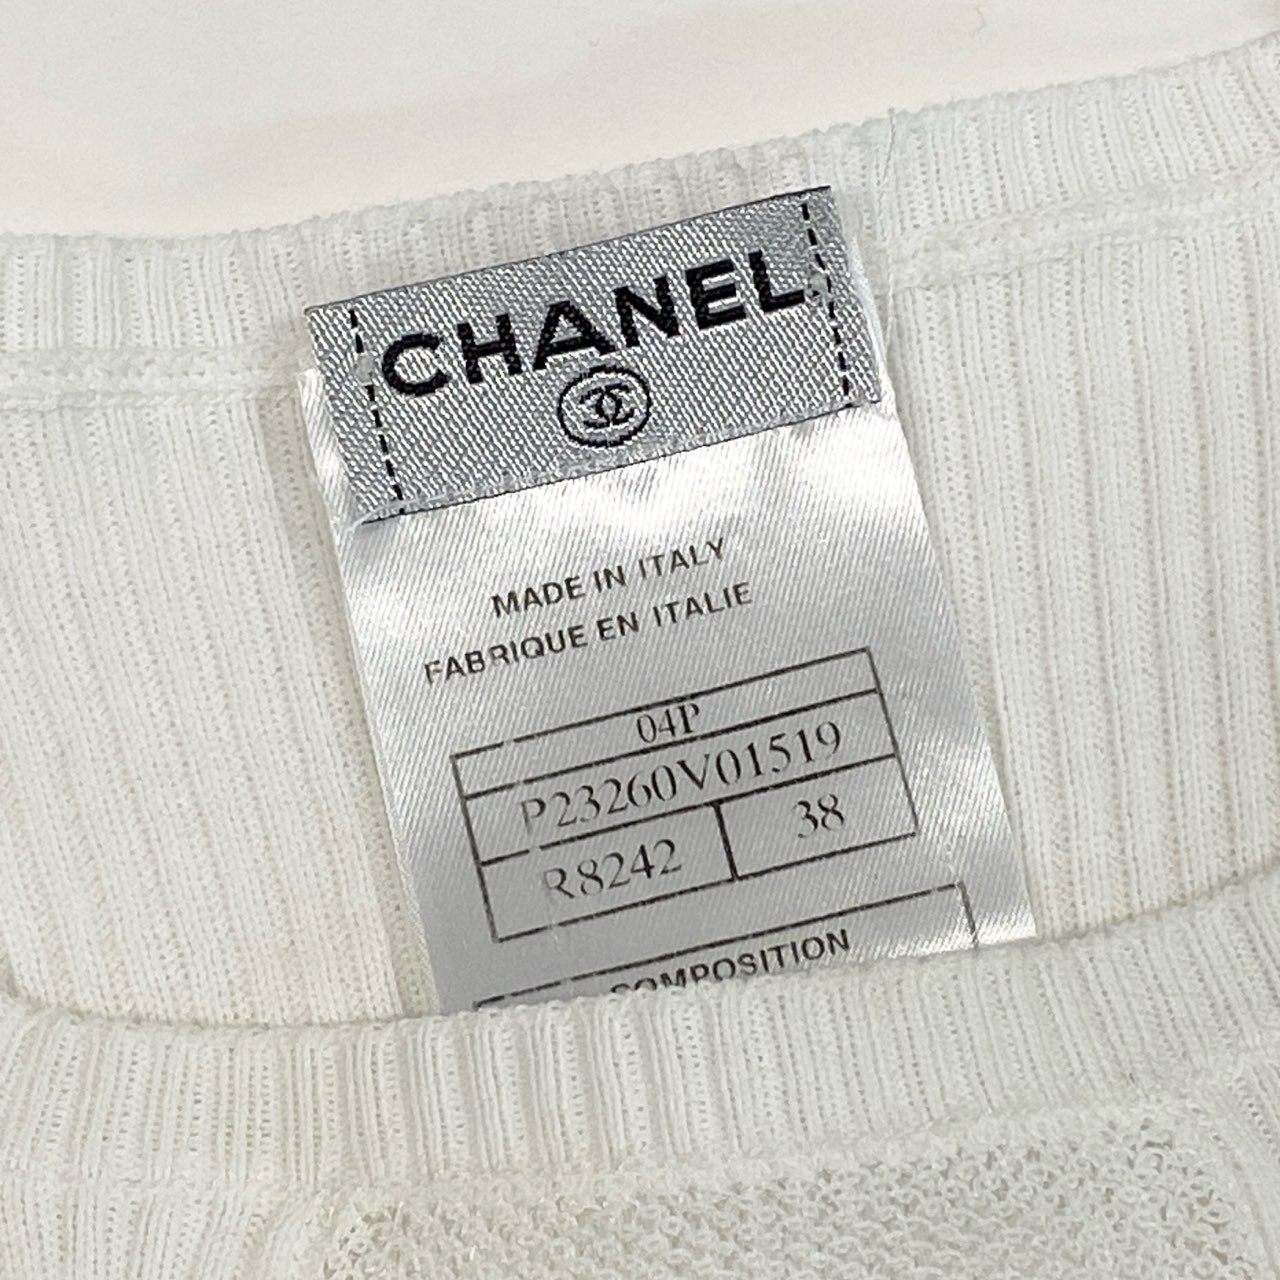 CHANEL
MADE IN ITALY
FABRIQUE EN ITALIE
04P
P23260V01519
R8242 38
COMPOSITION